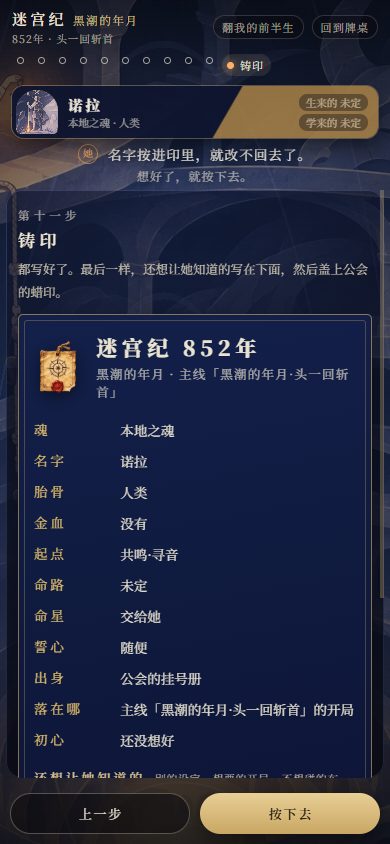 迷宫纪 黑潮的年月
852年 · 头一回斩首
翻我的前半生
回到牌桌
铸印
诺拉
本地之魂 · 人类
生来的 未定
学来的 未定
她 名字按进印里，就改不回去了。
想好了，就按下去。
第十一步
铸印
都写好了。最后一样，还想让她知道的写在下面，然后盖上公会
的蜡印。
迷宫纪 852年
黑潮的年月 · 主线「黑潮的年月·头一回斩
首」
魂 本地之魂
名字 诺拉
胎骨 人类
金血 没有
起点 共鸣·寻音
命路 未定
命星 交给她
誓心 随便
出身 公会的挂号册
落在哪 主线「黑潮的年月·头一回斩首」的开局
初心 还没想好
还想让她知道的
上一步
按下去